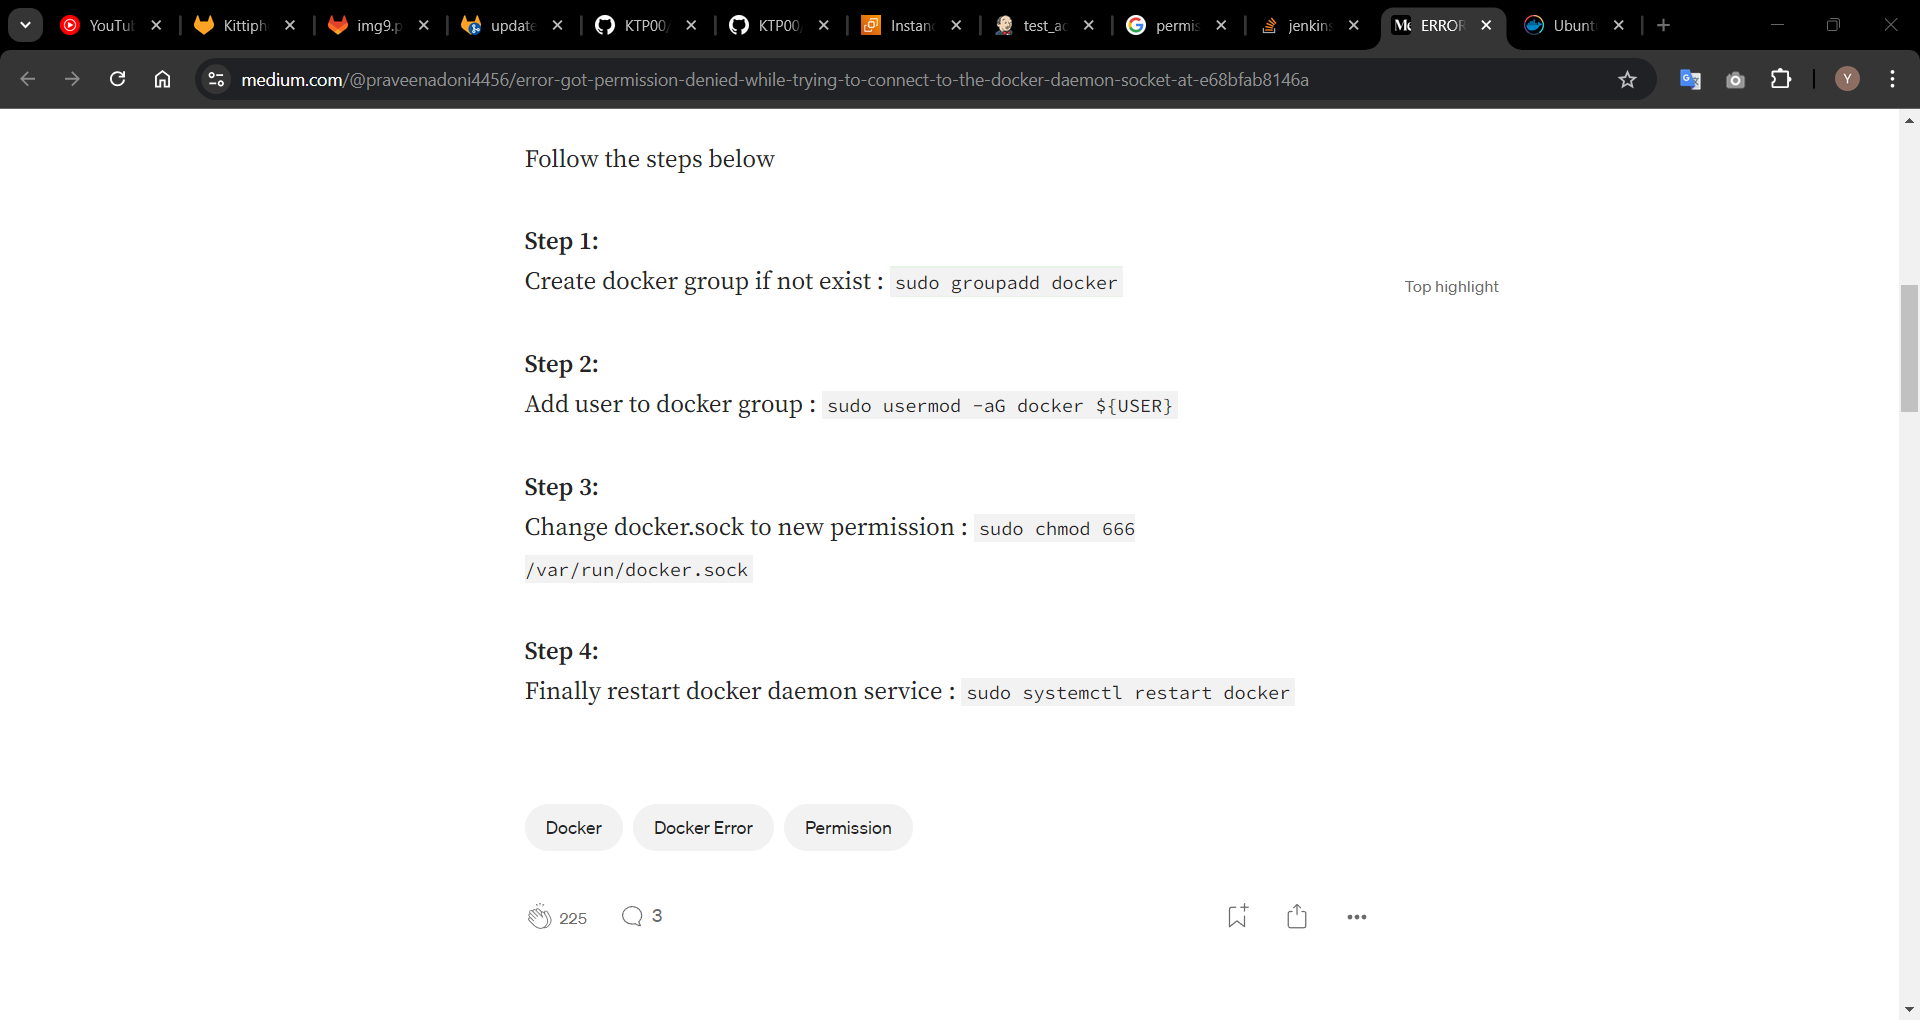 YouTu
Kittiph
img9.p
update
KTP00/
KTP00/
Instanc
test_ac
permis
jenkins
ERROR
Ubunt
medium.com/@praveenadoni4456/error-got-permission-denied-while-trying-to-connect-to-the-docker-daemon-socket-at-e68bfab8146a
Y
Follow the steps below
Step 1:
Create docker group if not exist : sudo groupadd docker
Top highlight
Step 2:
Add user to docker group : sudo usermod -aG docker ${USER}
Step 3:
Change docker.sock to new permission : sudo chmod 666
/var/run/docker.sock
Step 4:
Finally restart docker daemon service : sudo systemctl restart docker
Docker
Docker Error
Permission
225
3